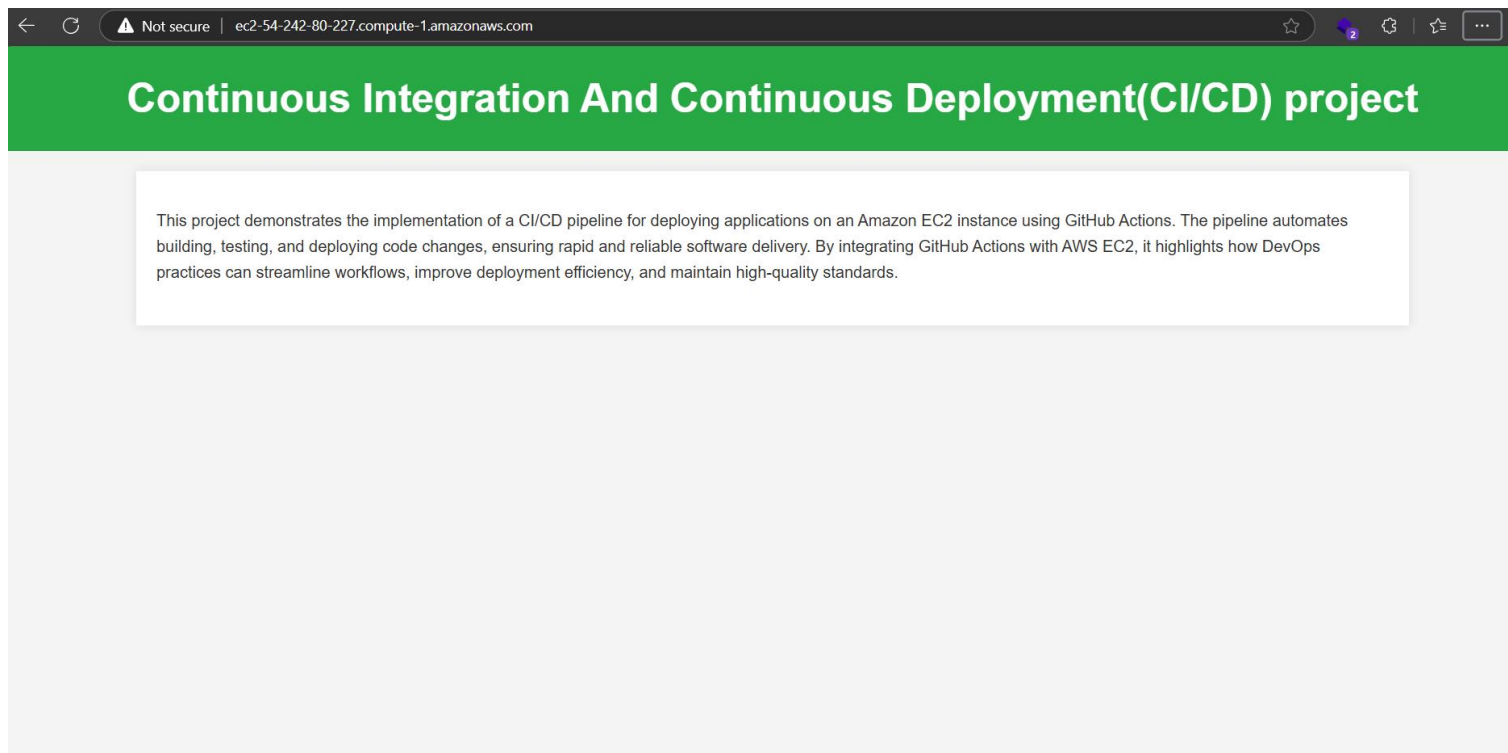 Not secure
ec2-54-242-80-227.compute-1.amazonaws.com
2
Continuous Integration And Continuous Deployment(CI/CD) project
This project demonstrates the implementation of a CI/CD pipeline for deploying applications on an Amazon EC2 instance using GitHub Actions. The pipeline automates
building, testing, and deploying code changes, ensuring rapid and reliable software delivery. By integrating GitHub Actions with AWS EC2, it highlights how DevOps
practices can streamline workflows, improve deployment efficiency, and maintain high-quality standards.